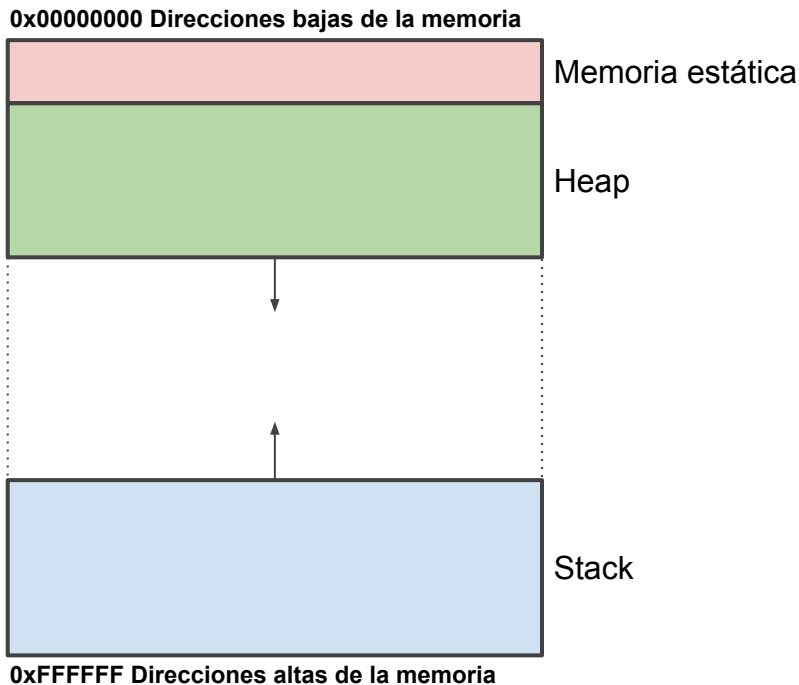 0x00000000 Direcciones bajas de la memoria
Memoria estática
Heap
Stack
0xFFFFFF Direcciones altas de la memoria